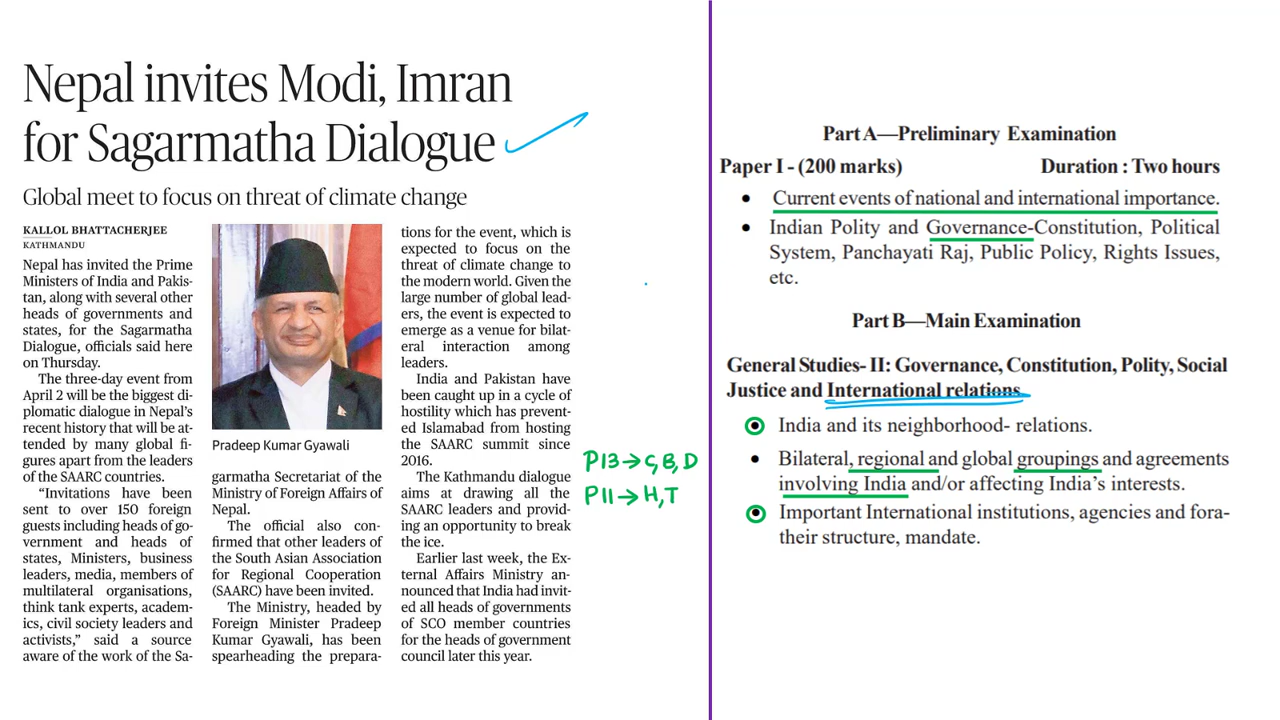 Nepal invites Modi, Imran
for Sagarmatha Dialogue
Global meet to focus on threat of climate change
KALLOL BHATTACHERJEE
KATHMANDU
Nepal has invited the Prime
Ministers of India and Pakis-
tan, along with several other
heads of governments and
states, for the Sagarmatha
Dialogue, officials said here
on Thursday.
The three-day event from
April 2 will be the biggest di-
plomatic dialogue in Nepal's
recent history that will be at-
tended by many global fi-
gures apart from the leaders
of the SAARC countries.
“Invitations have been
sent to over 150 foreign
guests including heads of go-
vernment and heads of
states, Ministers, business
leaders, media, members of
multilateral organisations,
think tank experts, academ-
ics, civil society leaders and
activists,” said a source
aware of the work of the Sa-
Pradeep Kumar Gyawali
garmatha Secretariat of the
Ministry of Foreign Affairs of
Nepal.
The official also con-
firmed that other leaders of
the South Asian Association
for Regional Cooperation
(SAARC) have been invited.
The Ministry, headed by
Foreign Minister Pradeep
Kumar Gyawali, has been
spearheading the prepara-
tions for the event, which is
expected to focus on the
threat of climate change to
the modern world. Given the
large number of global lead-
ers, the event is expected to
emerge as a venue for bilat-
eral interaction among
leaders.
India and Pakistan have
been caught up in a cycle of
hostility which has prevent-
ed Islamabad from hosting
the SAARC summit since
2016.
The Kathmandu dialogue
aims at drawing all the
SAARC leaders and provid-
ing an opportunity to break
the ice.
Earlier last week, the Ex-
ternal Affairs Ministry an-
nounced that India had invit-
ed all heads of governments
of SCO member countries
for the heads of government
council later this year.
P13→C,B,D
P11→H,T
Part A—Preliminary Examination
Paper I - (200 marks) Duration : Two hours
• Current events of national and international importance.
• Indian Polity and Governance-Constitution, Political
System, Panchayati Raj, Public Policy, Rights Issues,
etc.
Part B—Main Examination
General Studies- II: Governance, Constitution, Polity, Social
Justice and International relations.
• India and its neighborhood- relations.
• Bilateral, regional and global groupings and agreements
involving India and/or affecting India's interests.
• Important International institutions, agencies and fora-
their structure, mandate.